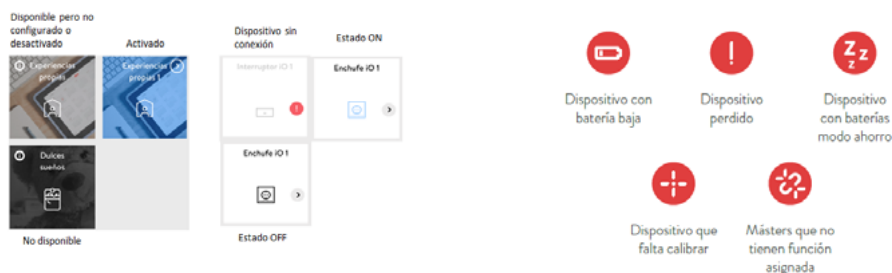 Disponible pero no
configurado o
desactivado
Activado
Experiencias
propias
Experiencias
propias 1
Dulces
sueños
No disponible
Dispositivo sin
conexión
Estado ON
Interruptor iO 1
Enchufe iO 1
Enchufe iO 1
Estado OFF
Dispositivo con
batería baja
Dispositivo
perdido
Z z z
Dispositivo
con baterías
modo ahorro
Dispositivo que
falta calibrar
Másters que no
tienen función
asignada